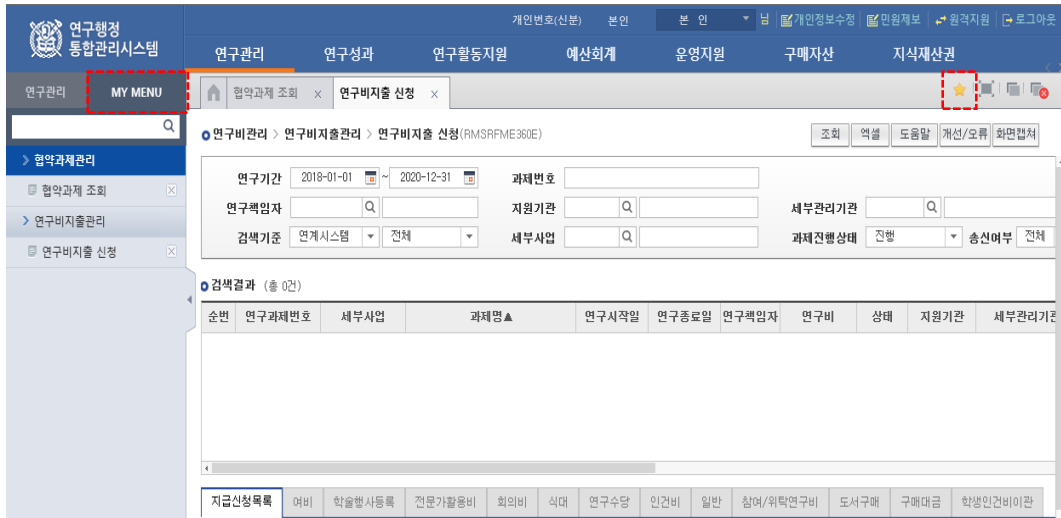 개인번호(신분) 본인 본 인 님 개인정보수정 민원제보 원격지원 로그아웃
연구행정
통합관리시스템
연구관리 연구성과 연구활동지원 예산회계 운영지원 구매자산 지식재산권
연구관리 MY MENU 협약과제 조회 × 연구비지출 신청 ×
협약과제관리
협약과제 조회
연구비지출관리
연구비지출 신청
연구비관리 > 연구비지출관리 > 연구비지출 신청(RMSRFME360E) 조회 엑셀 도움말 개선/오류 화면캡쳐
연구기간 2018-01-01 ~ 2020-12-31 과제번호
연구책임자 지원기관 세부관리기관
검색기준 연계시스템 전체 세부사업 과제진행상태 진행 송신여부 전체
검색결과 (총 0건)
순번 연구과제번호 세부사업 과제명▲ 연구시작일 연구종료일 연구책임자 연구비 상태 지원기관 세부관리기관
지급신청목록 여비 학술행사등록 전문가활용비 회의비 식대 연구수당 인건비 일반 참여/위탁연구비 도서구매 구매대금 학생인건비이관